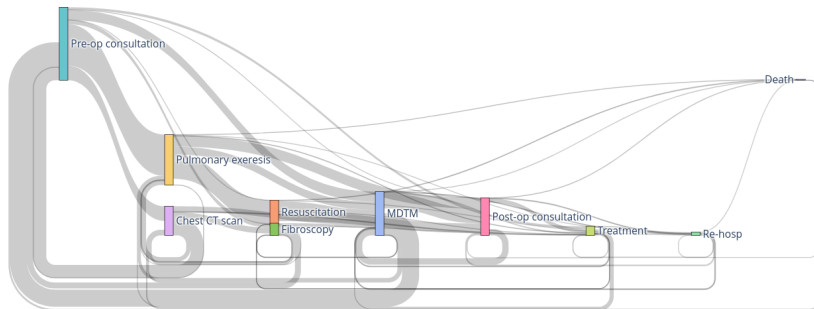 Pre-op consultation
Death
Pulmonary exeresis
Resuscitation
MDTM
Chest CT scan
Post-op consultation
Fibroscopy
Treatment
Re-hosp